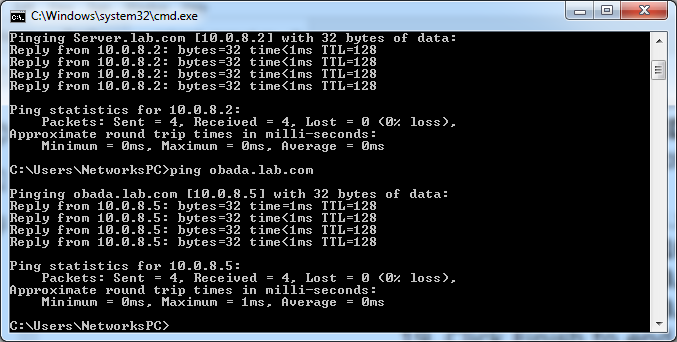 C:\Windows\system32\cmd.exe
Pinging Server.lab.com [10.0.8.2] with 32 bytes of data:
Reply from 10.0.8.2: bytes=32 time<1ms TTL=128
Reply from 10.0.8.2: bytes=32 time<1ms TTL=128
Reply from 10.0.8.2: bytes=32 time<1ms TTL=128
Reply from 10.0.8.2: bytes=32 time<1ms TTL=128
Ping statistics for 10.0.8.2:
Packets: Sent = 4, Received = 4, Lost = 0 (0% loss),
Approximate round trip times in milli-seconds:
Minimum = 0ms, Maximum = 0ms, Average = 0ms
C:\Users\NetworksPC>ping obada.lab.com
Pinging obada.lab.com [10.0.8.5] with 32 bytes of data:
Reply from 10.0.8.5: bytes=32 time=1ms TTL=128
Reply from 10.0.8.5: bytes=32 time<1ms TTL=128
Reply from 10.0.8.5: bytes=32 time<1ms TTL=128
Reply from 10.0.8.5: bytes=32 time<1ms TTL=128
Ping statistics for 10.0.8.5:
Packets: Sent = 4, Received = 4, Lost = 0 (0% loss),
Approximate round trip times in milli-seconds:
Minimum = 0ms, Maximum = 1ms, Average = 0ms
C:\Users\NetworksPC>